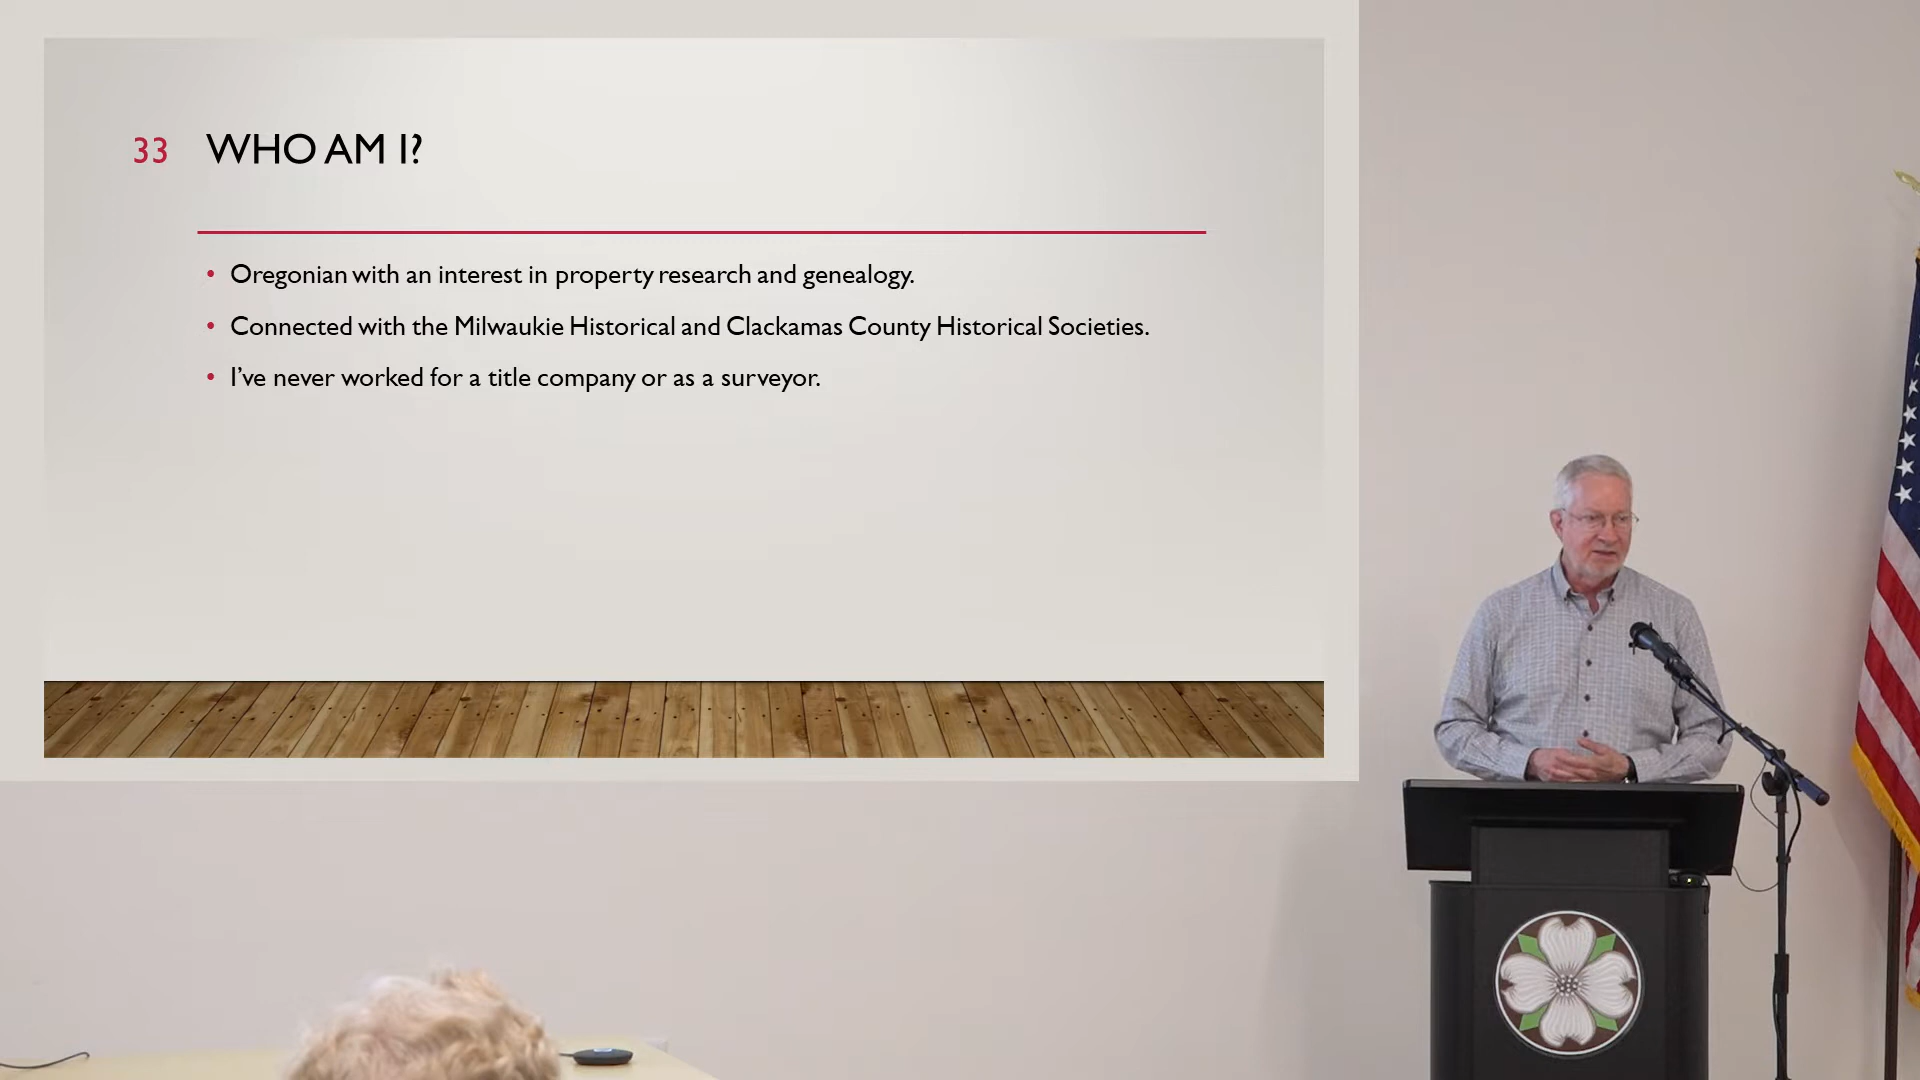 33 WHO AM I?
• Oregonian with an interest in property research and genealogy.
• Connected with the Milwaukie Historical and Clackamas County Historical Societies.
• I've never worked for a title company or as a surveyor.